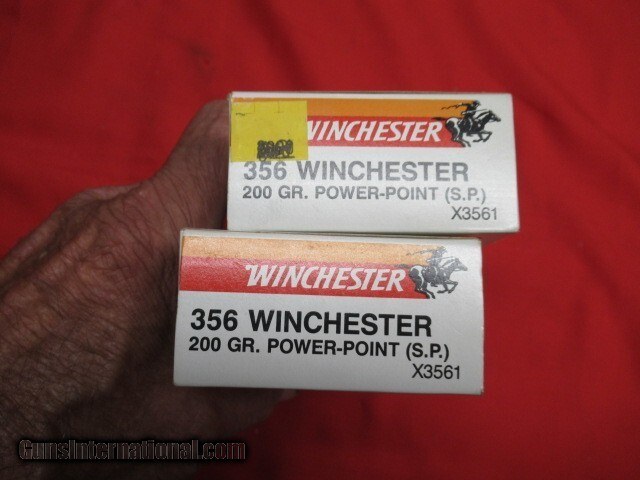 WINCHESTER
356 WINCHESTER
200 GR. POWER-POINT (S.P.)
X3561
WINCHESTER
356 WINCHESTER
200 GR. POWER-POINT (S.P.)
X3561
GunsInternational.com